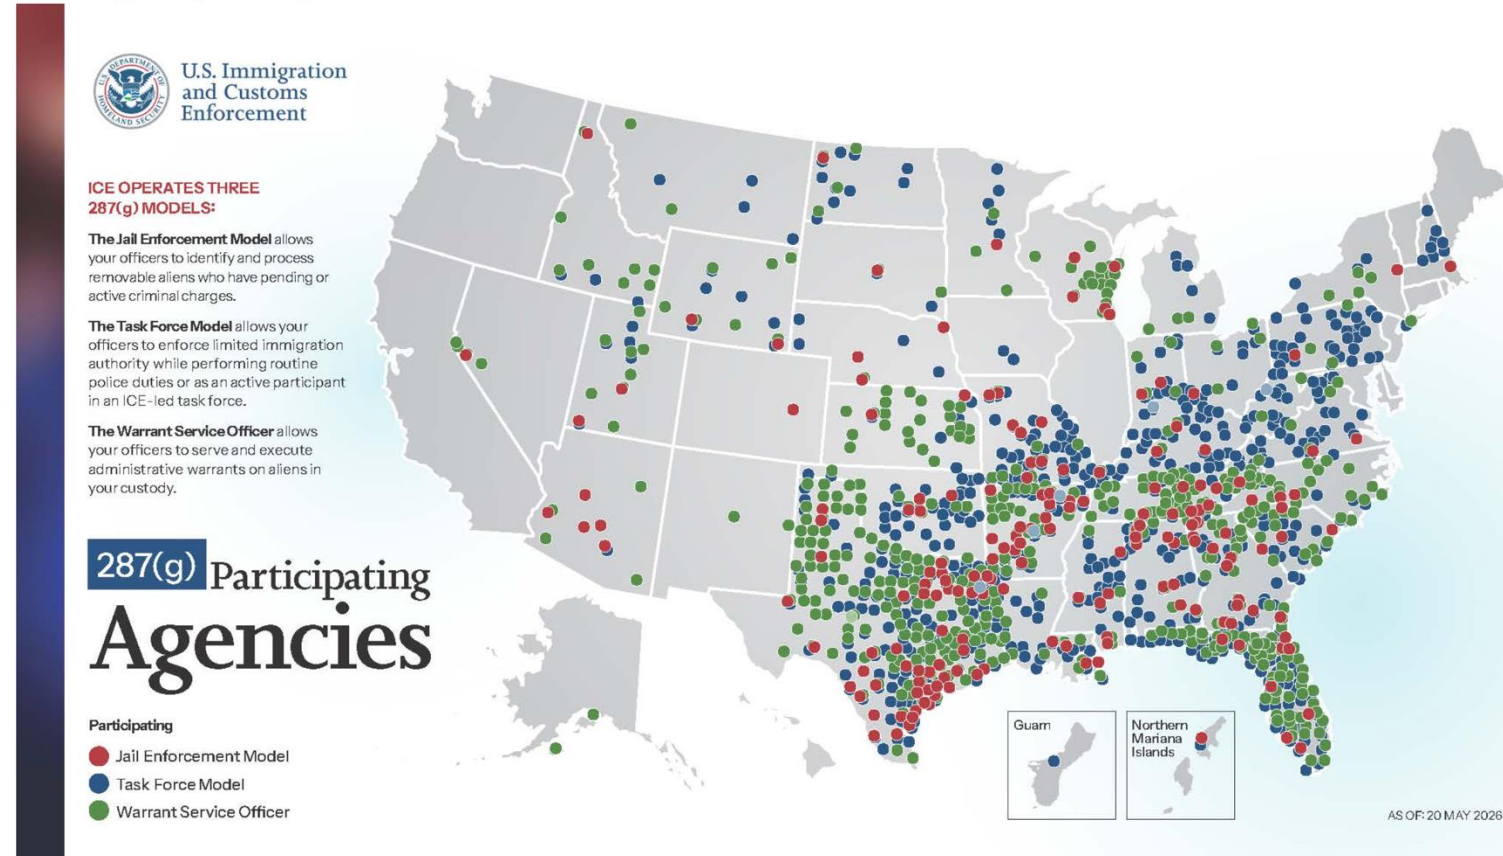 U.S. DEPARTMENT OF
HOMELAND SECURITY
U.S. Immigration
and Customs
Enforcement
ICE OPERATES THREE
287(g) MODELS:
The Jail Enforcement Model allows
your officers to identify and process
removable aliens who have pending or
active criminal charges.
The Task Force Model allows your
officers to enforce limited immigration
authority while performing routine
police duties or as an active participant
in an ICE-led task force.
The Warrant Service Officer allows
your officers to serve and execute
administrative warrants on aliens in
your custody.
287(g) Participating
Agencies
Participating
Jail Enforcement Model
Task Force Model
Warrant Service Officer
Guam
Northern
Mariana
Islands
AS OF: 20 MAY 2026